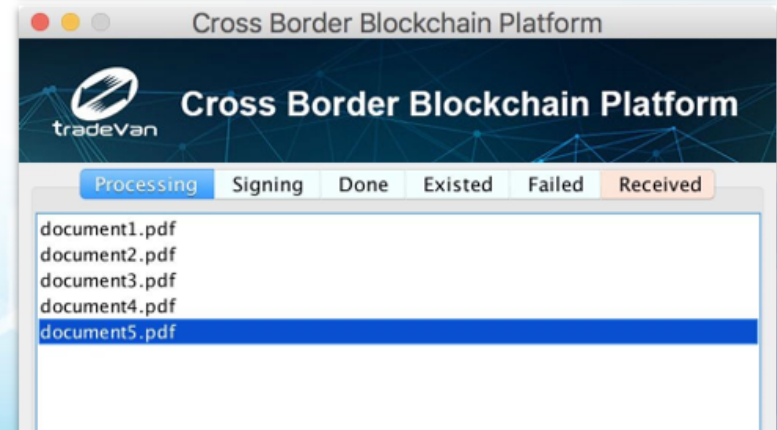 Cross Border Blockchain Platform
tradeVan
Cross Border Blockchain Platform
Processing Signing Done Existed Failed Received
document1.pdf
document2.pdf
document3.pdf
document4.pdf
document5.pdf